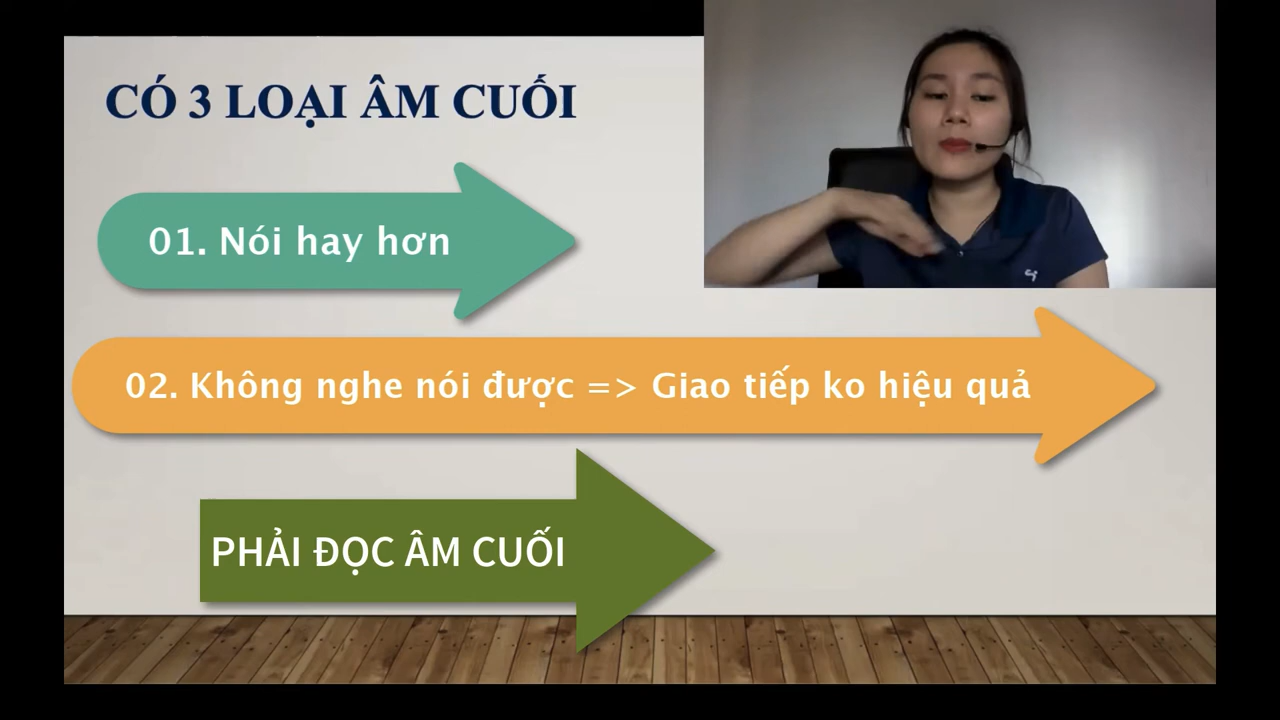 CÓ 3 LOẠI ÂM CUỐI
01. Nói hay hơn
02. Không nghe nói được => Giao tiếp ko hiệu quả
PHẢI ĐỌC ÂM CUỐI